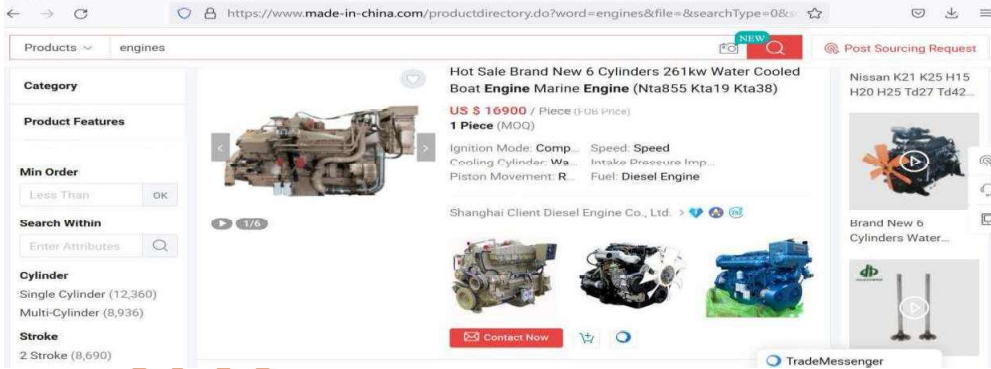 https://www.made-in-china.com/productdirectory.do?word=engines&file=&searchType=0&s
Products
engines
NEW
Post Sourcing Request
Category
Product Features
Min Order
Less Than
OK
Search Within
Enter Attributes
Cylinder
Single Cylinder (12,360)
Multi-Cylinder (8,936)
Stroke
2 Stroke (8,690)
1/6
Hot Sale Brand New 6 Cylinders 261kw Water Cooled
Boat Engine Marine Engine (Nta855 Kta19 Kta38)
US $ 16900 / Piece (FOB Price)
1 Piece (MOQ)
Ignition Mode: Comp... Speed: Speed
Cooling Cylinder: Wa... Intake Pressure Imp...
Piston Movement: R... Fuel: Diesel Engine
Shanghai Client Diesel Engine Co., Ltd. >
Contact Now
Nissan K21 K25 H15
H20 H25 Td27 Td42...
Brand New 6
Cylinders Water...
TradeMessenger